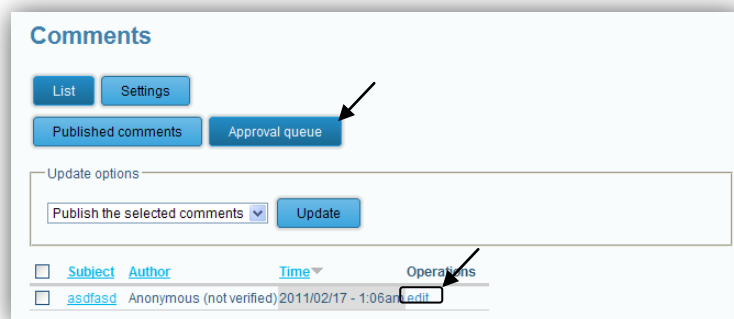 Comments
List Settings
Published comments Approval queue
Update options
Publish the selected comments Update
Subject Author Time Operations
asdfasd Anonymous (not verified) 2011/02/17 - 1:06am edit